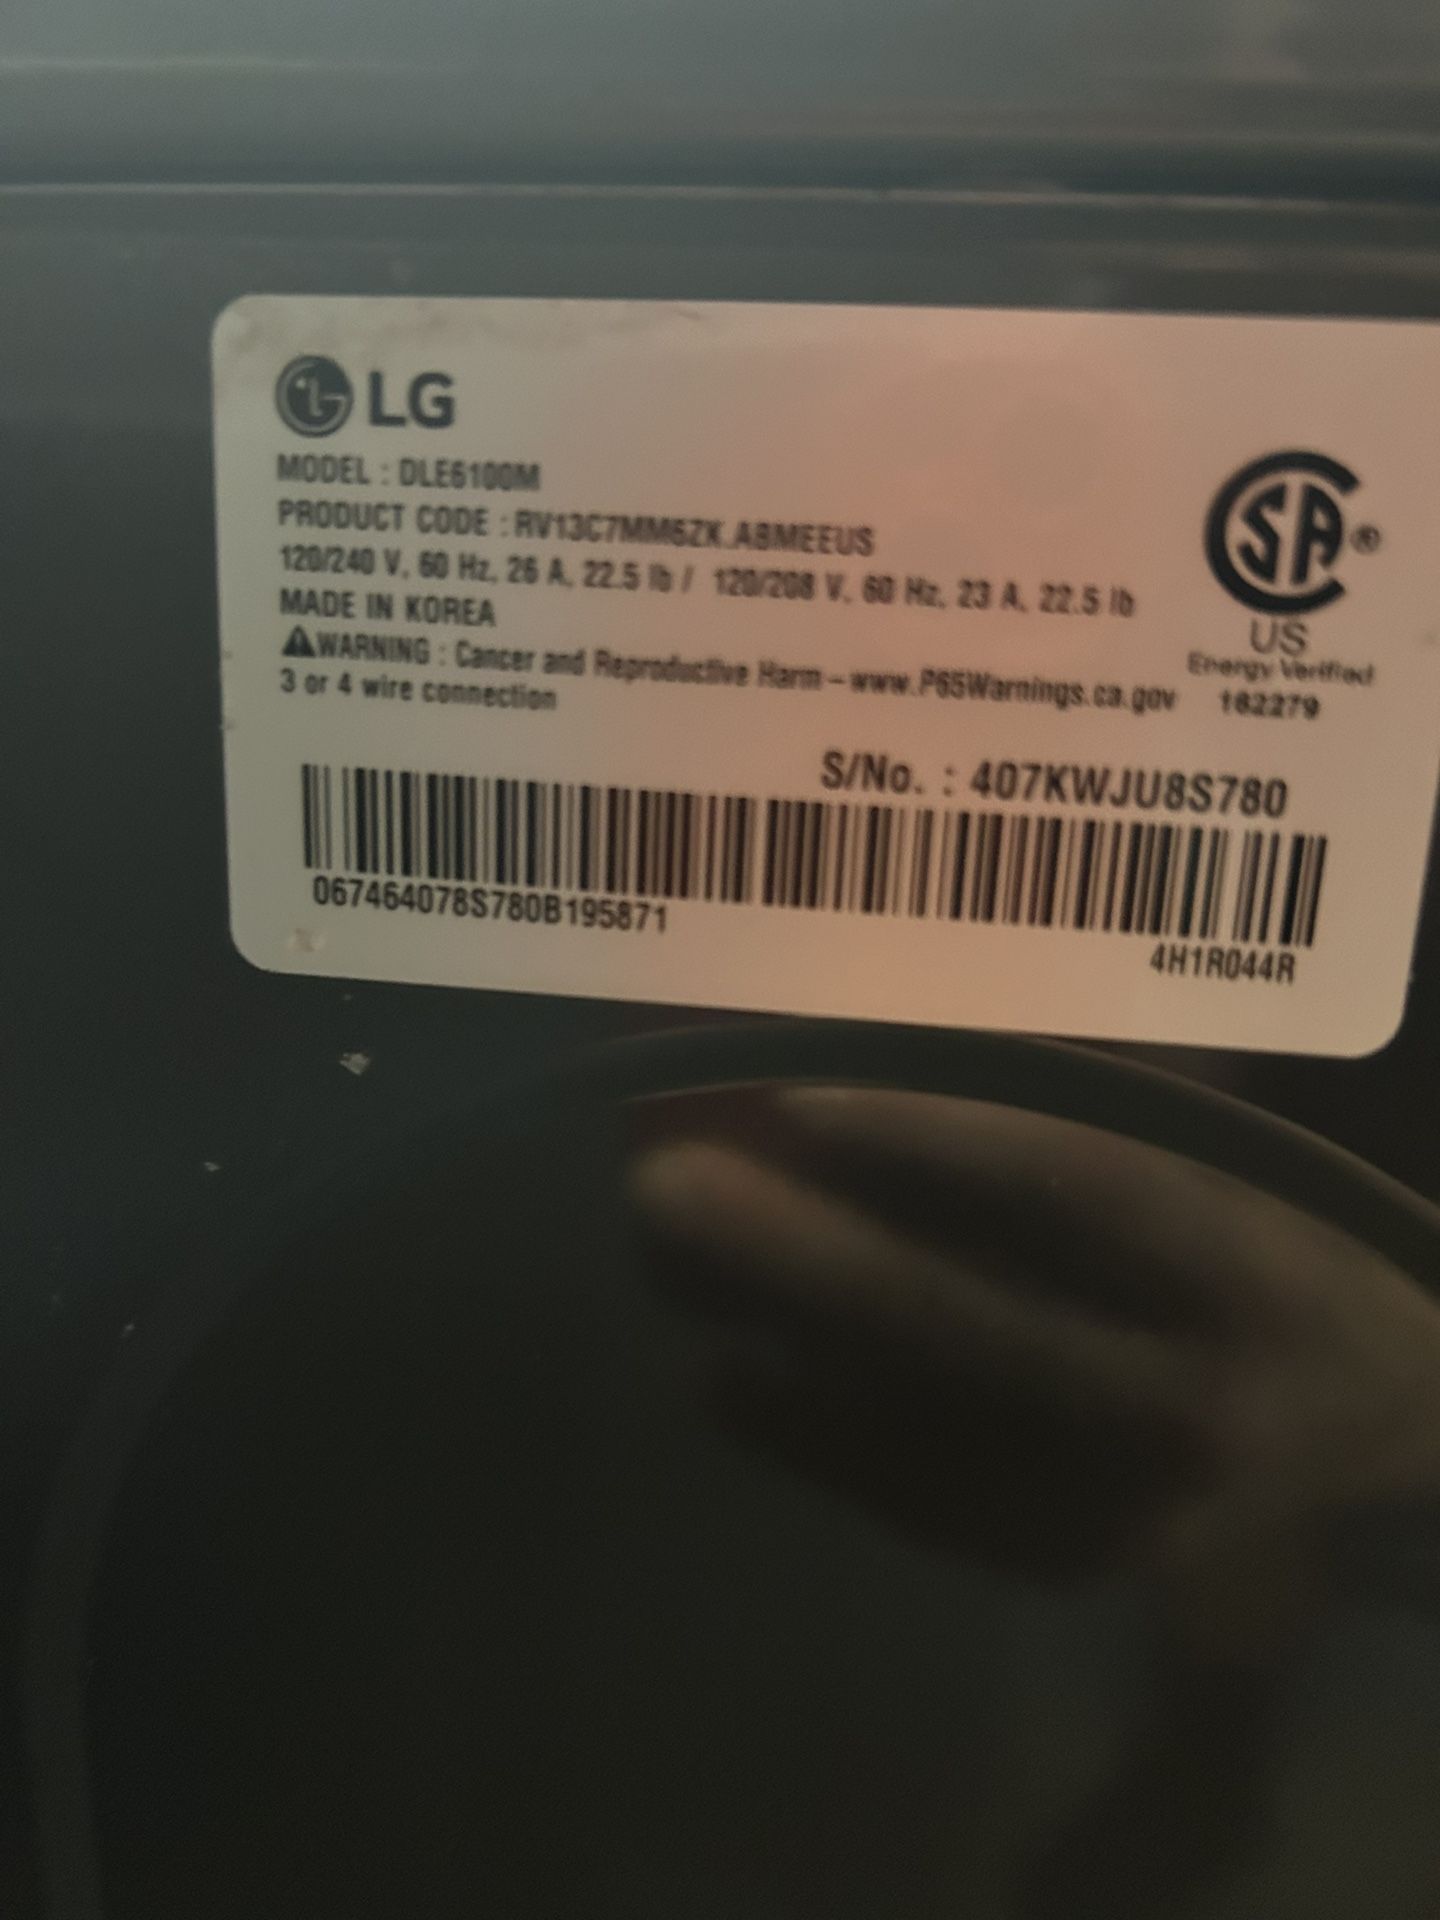 LG
MODEL : DLE6100M
PRODUCT CODE : RV13C7MM6ZK.ABMEEUS
120/240 V, 60 Hz, 26 A, 22.5 lb / 120/208 V, 60 Hz, 23 A, 22.5 lb
MADE IN KOREA
⚠WARNING : Cancer and Reproductive Harm – www.P65Warnings.ca.gov
3 or 4 wire connection
SA®
US
Energy Verified
162279
S/No. : 407KWJU8S780
067464078S780B195871
4H1R044R